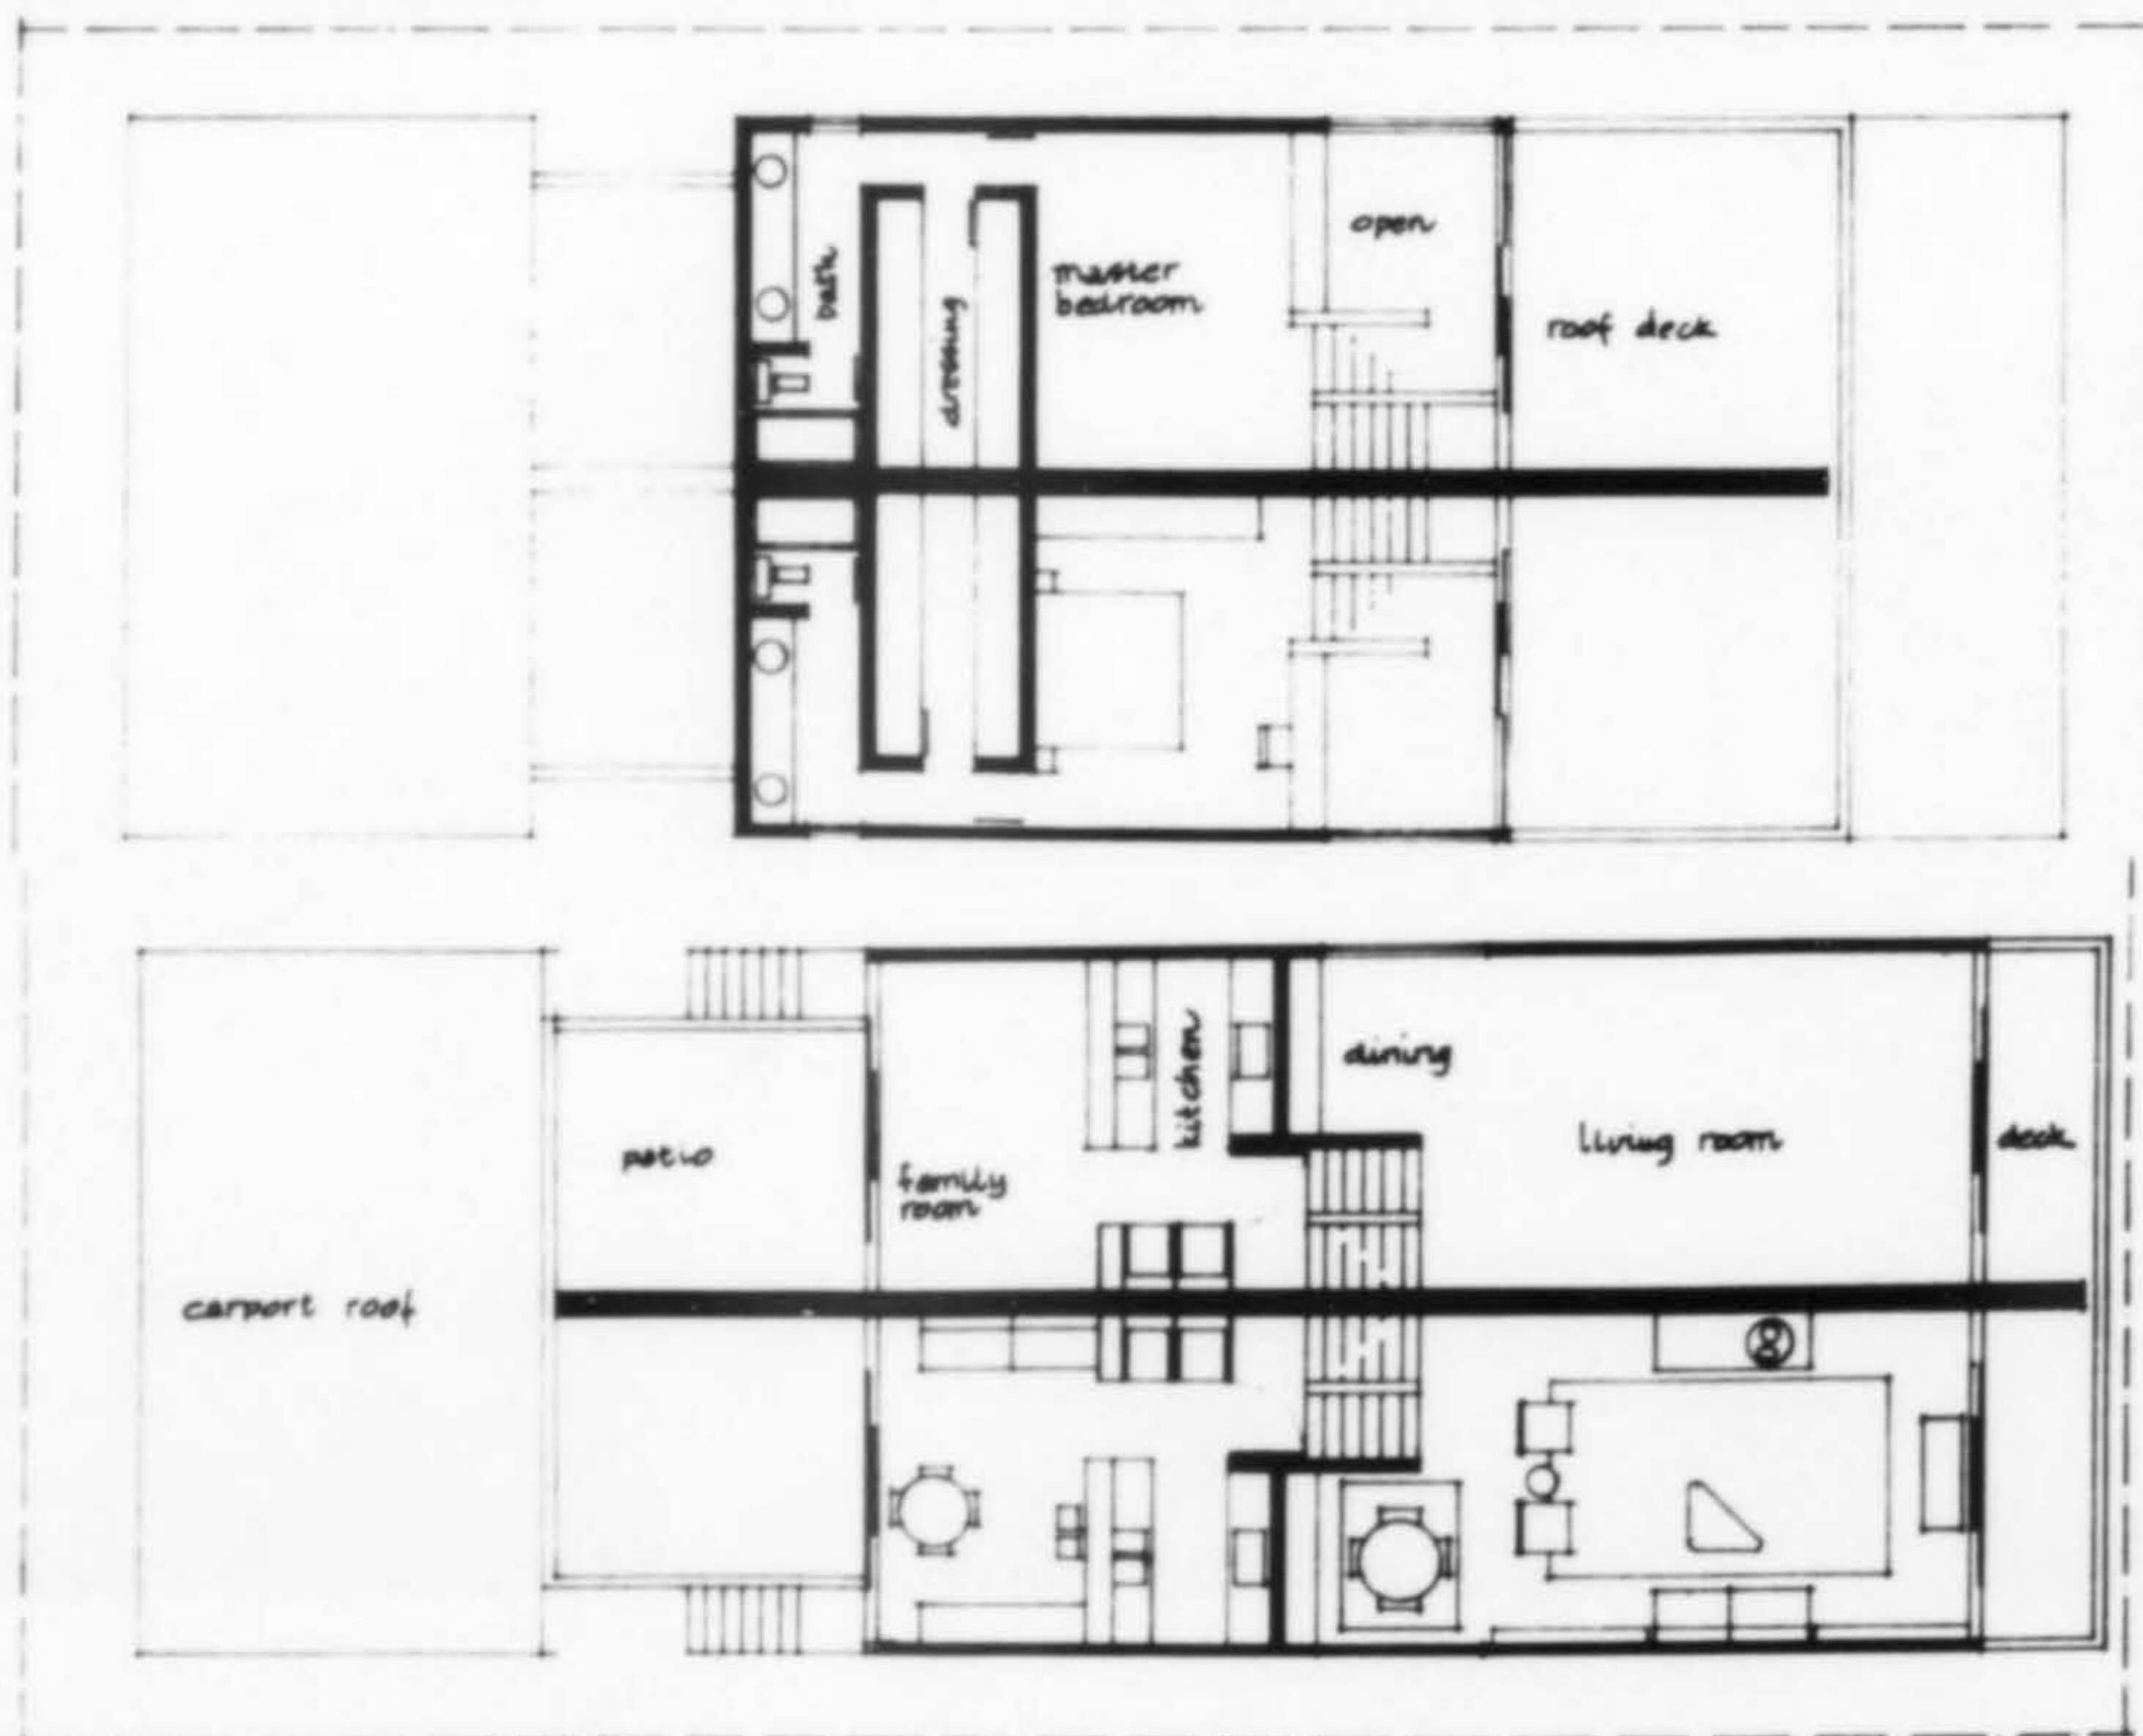 open
master
bedroom
bath
dressing
roof deck
dining
kitchen
living room
deck
patio
family
room
carport roof